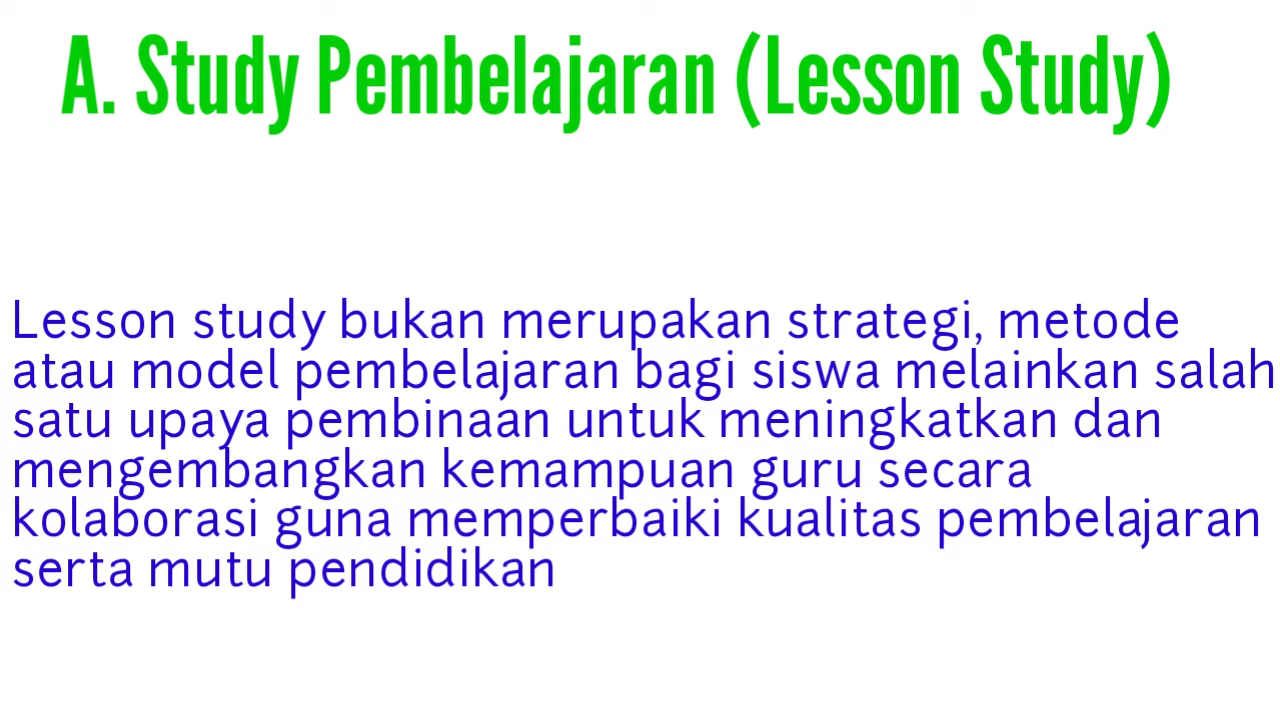 A. Study Pembelajaran (Lesson Study)
Lesson study bukan merupakan strategi, metode
atau model pembelajaran bagi siswa melainkan salah
satu upaya pembinaan untuk meningkatkan dan
mengembangkan kemampuan guru secara
kolaborasi guna memperbaiki kualitas pembelajaran
serta mutu pendidikan